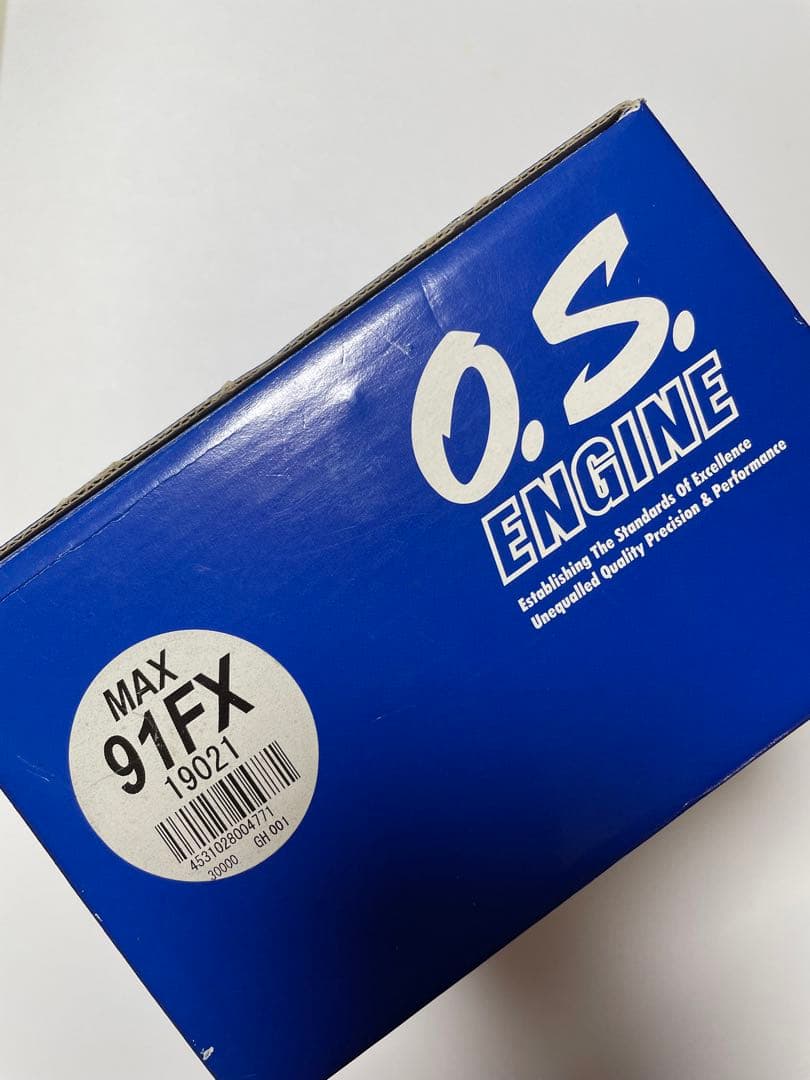 O.S.
ENGINE
Establishing The Standards Of Excellence
Unequalled Quality Precision & Performance
MAX
91FX
19021
4531028004771
30000 GH 001